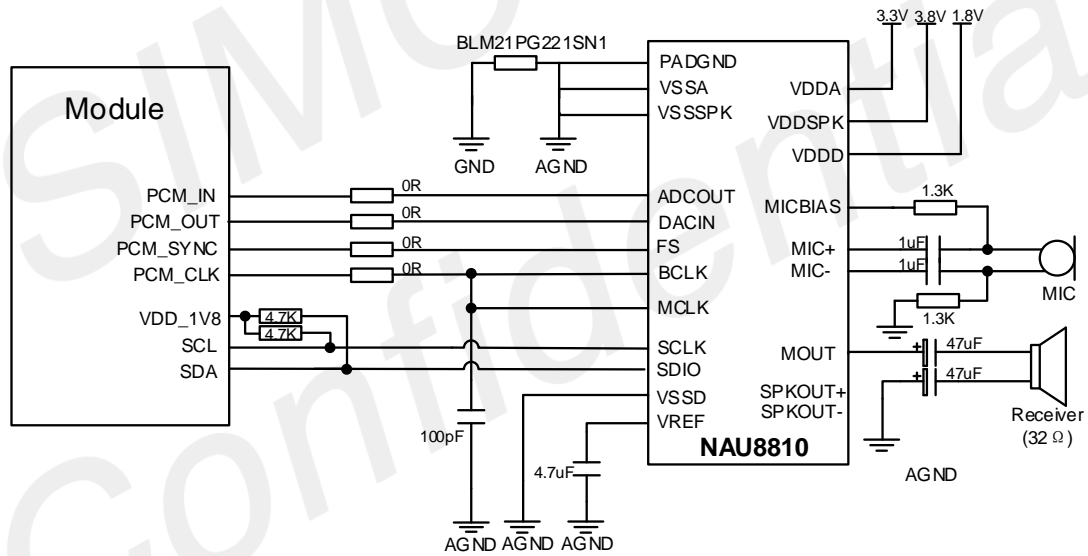 SIMCom Confidential
3.3V 3.8V 1.8V
BLM21PG221SN1
GND
AGND
Module
PCM_IN
PCM_OUT
PCM_SYNC
PCM_CLK
VDD_1V8
SCL
SDA
0R
0R
0R
0R
4.7K
4.7K
100pF
4.7uF
AGND
AGND
AGND
PADGND
VSSA
VSSSPK
ADCOUT
DACIN
FS
BCLK
MCLK
SCLK
SDIO
VSSD
VREF
VDDA
VDDSPK
VDDD
MICBIAS
MIC+
MIC-
MOUT
SPKOUT+
SPKOUT-
NAU8810
1.3K
1uF
1uF
1.3K
MIC
47uF
47uF
Receiver
(32 Ω)
AGND